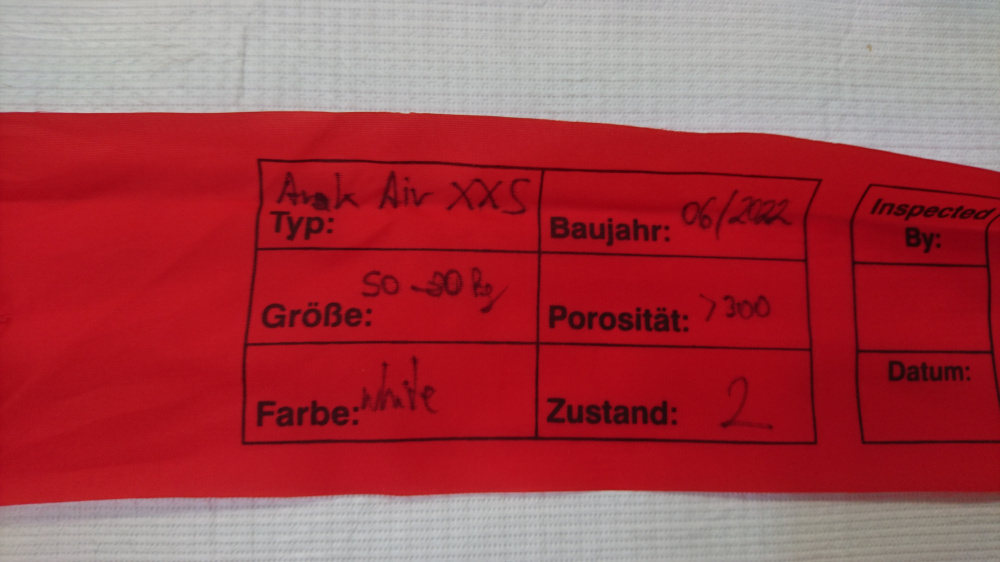 Arak Air XXS
Typ:
Baujahr: 06/2022
Größe: 50-80 kg
Porosität: >300
Farbe: white
Zustand: 2
Inspected
By:
Datum: